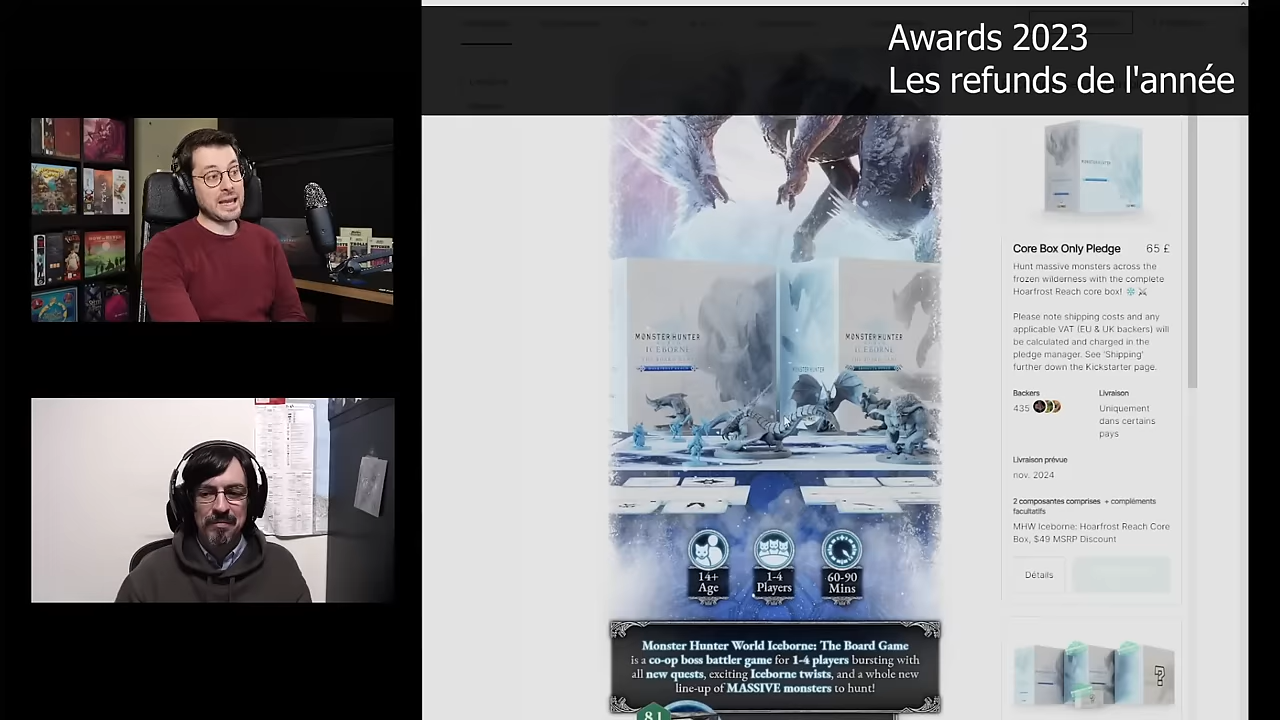 Awards 2023
Les refunds de l'année
MONSTER HUNTER
ICEBORNE
MONSTER HUNTER
ICEBORNE
14+
Age
1-4
Players
60-90
Mins
Monster Hunter World Iceborne: The Board Game
is a co-op boss battler game for 1-4 players bursting with
all new quests, exciting Iceborne twists, and a whole new
line-up of MASSIVE monsters to hunt!
81
Core Box Only Pledge 65 £
Hunt massive monsters across the
frozen wilderness with the complete
Hoarfrost Reach core box!
Please note shipping costs and any
applicable VAT (EU & UK backers) will
be calculated and charged in the
pledge manager. See 'Shipping'
further down the Kickstarter page.
Backers
435
Livraison
Uniquement
dans certains
pays
Livraison prévue
nov. 2024
2 composantes comprises + compléments
facultatifs
MHW Iceborne: Hoarfrost Reach Core
Box, $49 MSRP Discount
Détails